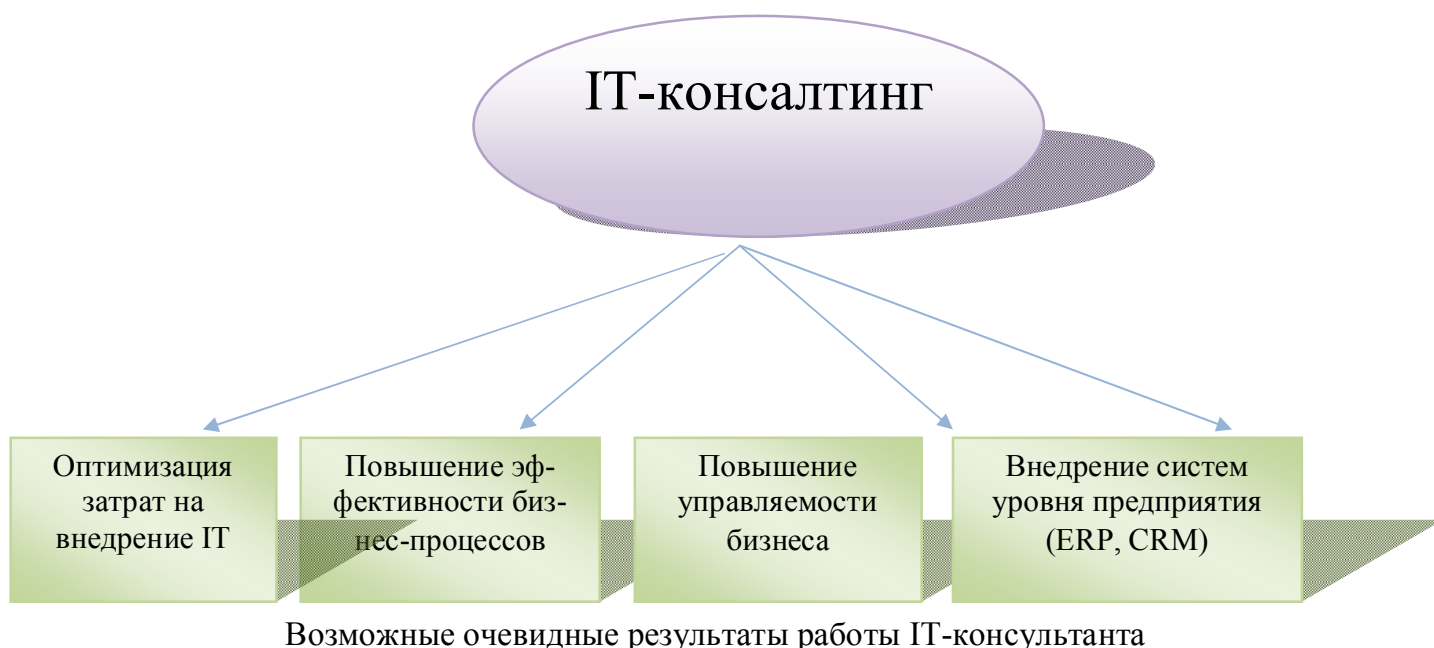 IT-консалтинг
Оптимизация
затрат на
внедрение IT
Повышение эф-
фективности биз-
нес-процессов
Повышение
управляемости
бизнеса
Внедрение систем
уровня предприятия
(ERP, CRM)
Возможные очевидные результаты работы IT-консультанта